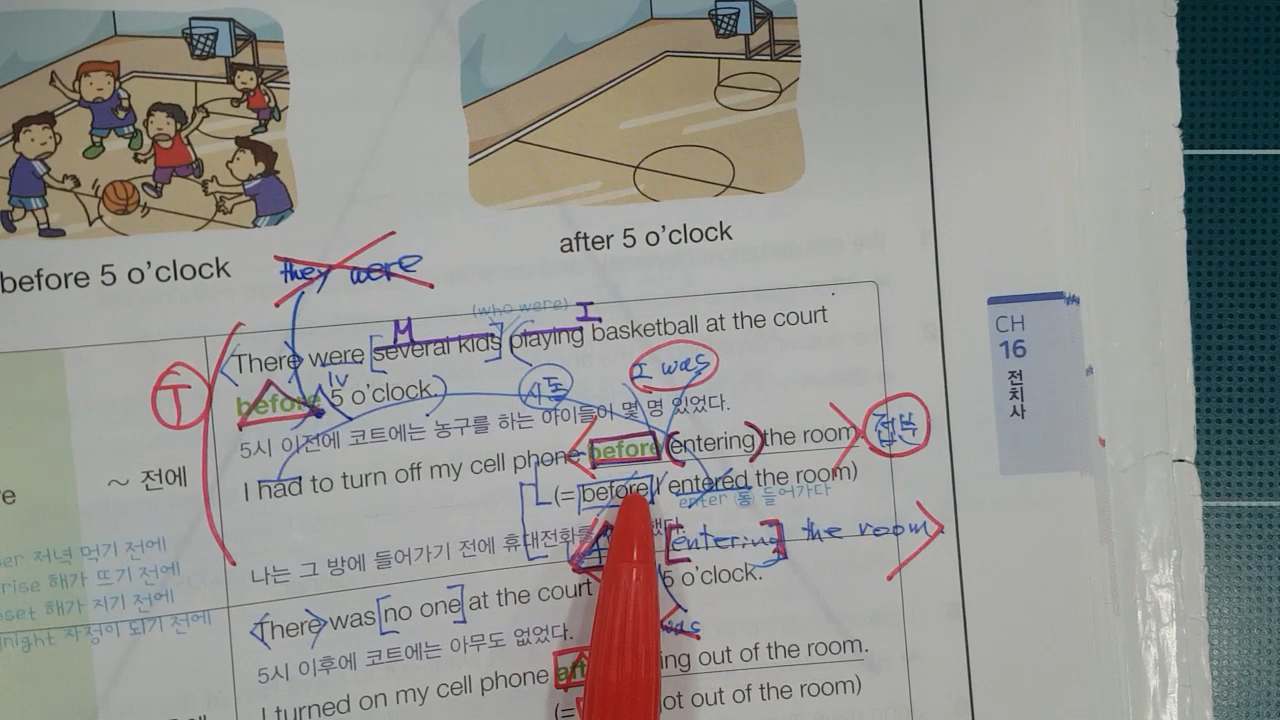 before 5 o'clock
after 5 o'clock
they were
(who were)
M
I
There were [several kids] (playing basketball at the court
T
before 5 o'clock.)
lv
사동
I was
5시 이전에 코트에는 농구를 하는 아이들이 몇 명 있었다.
~ 전에
I had to turn off my cell phone before (entering) the room.
접부
(= before / entered the room)
enter 동 들어가다
나는 그 방에 들어가기 전에 휴대전화를
[entering] the room
저녁 먹기 전에
rise 해가 뜨기 전에
set 해가 지기 전에
night 자정이 되기 전에
There was [no one] at the court
5 o'clock.
was
5시 이후에 코트에는 아무도 없었다.
I turned on my cell phone
ing out of the room.
(=
ot out of the room)
CH
16
전치사